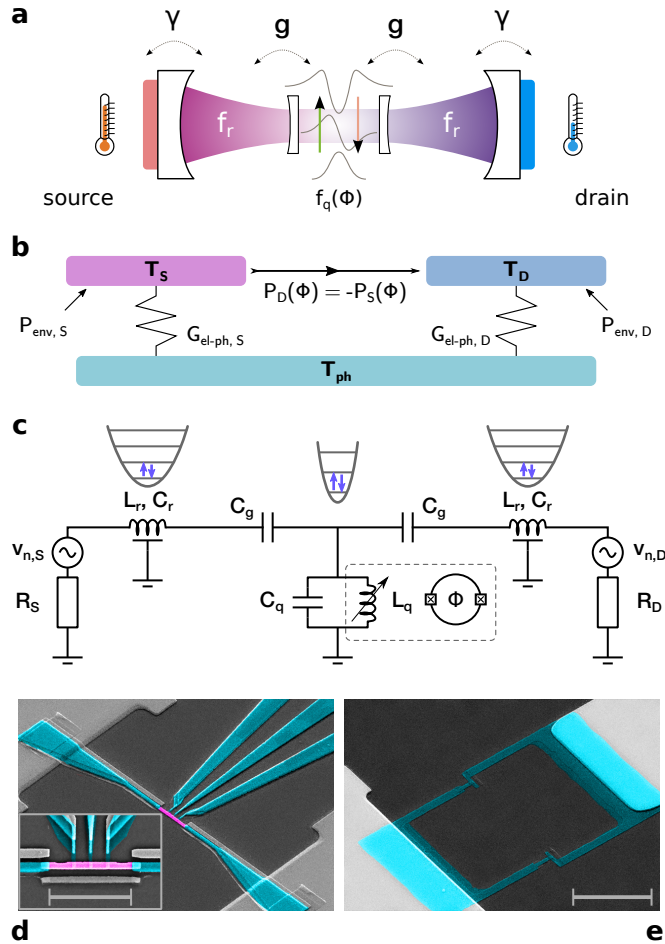 a
γ g g γ
f_r f_r
source f_q(Φ) drain
b
T_S T_D
P_D(Φ) = -P_S(Φ)
P_env, S G_el-ph, S G_el-ph, D P_env, D
T_ph
c
L_r, C_r C_g C_g L_r, C_r
v_n,S v_n,D
R_S C_q L_q Φ R_D
d e